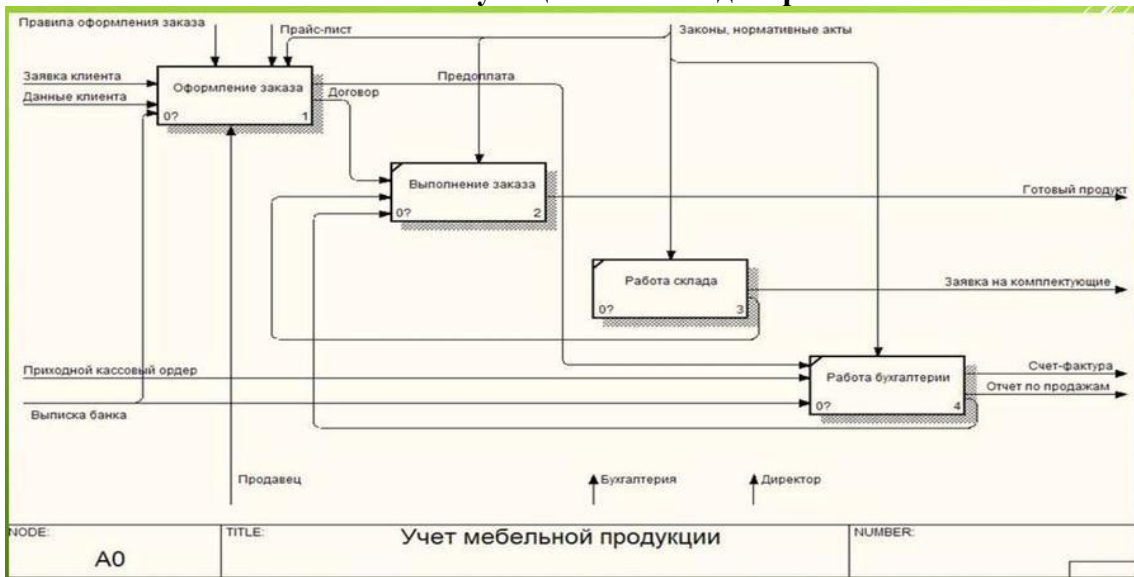 Правила оформления заказа
Прайс-лист
Законы, нормативные акты
Заявка клиента
Данные клиента
Оформление заказа
0? 1
Предоплата
Договор
Выполнение заказа
0? 2
Готовый продукт
Работа склада
0? 3
Заявка на комплектующие
Приходной кассовый ордер
Выписка банка
Работа бухгалтерии
0? 4
Счет-фактура
Отчет по продажам
Продавец
Бухгалтерия
Директор
NODE:
A0
TITLE:
Учет мебельной продукции
NUMBER: